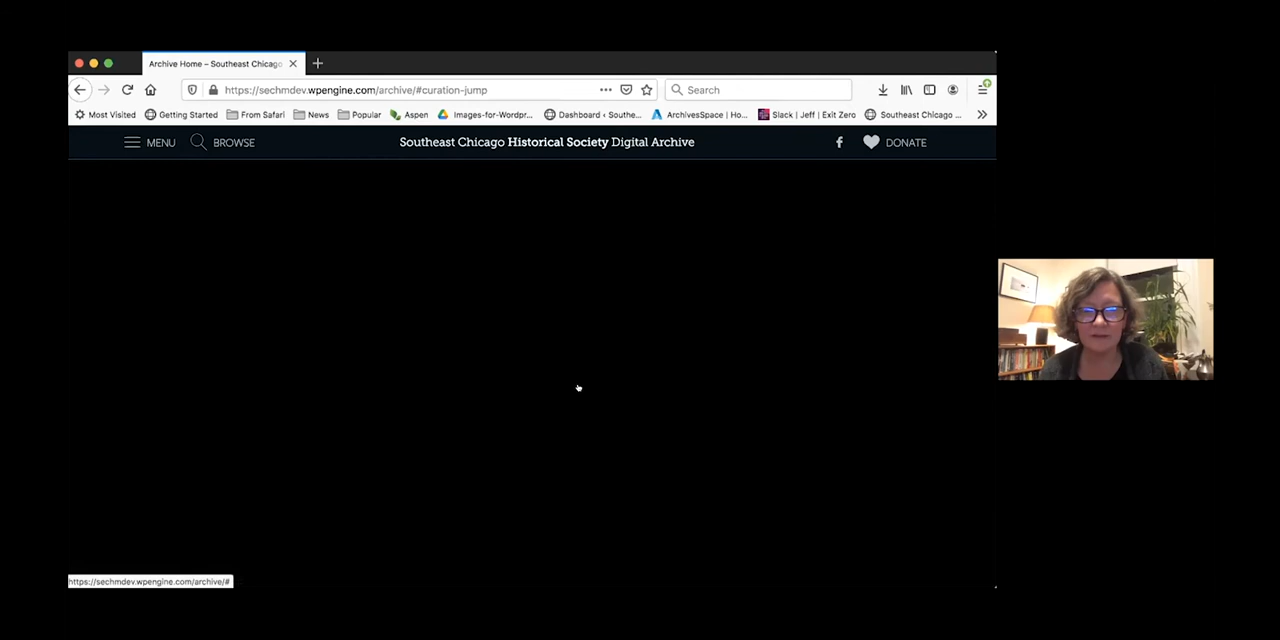 Archive Home – Southeast Chicago
https://sechmdev.wpengine.com/archive/#curation-jump
Search
Most Visited Getting Started From Safari News Popular Aspen Images-for-Wordpr... Dashboard ‹ Southe... ArchivesSpace | Ho... Slack | Jeff | Exit Zero Southeast Chicago ...
MENU BROWSE Southeast Chicago Historical Society Digital Archive f DONATE
https://sechmdev.wpengine.com/archive/#